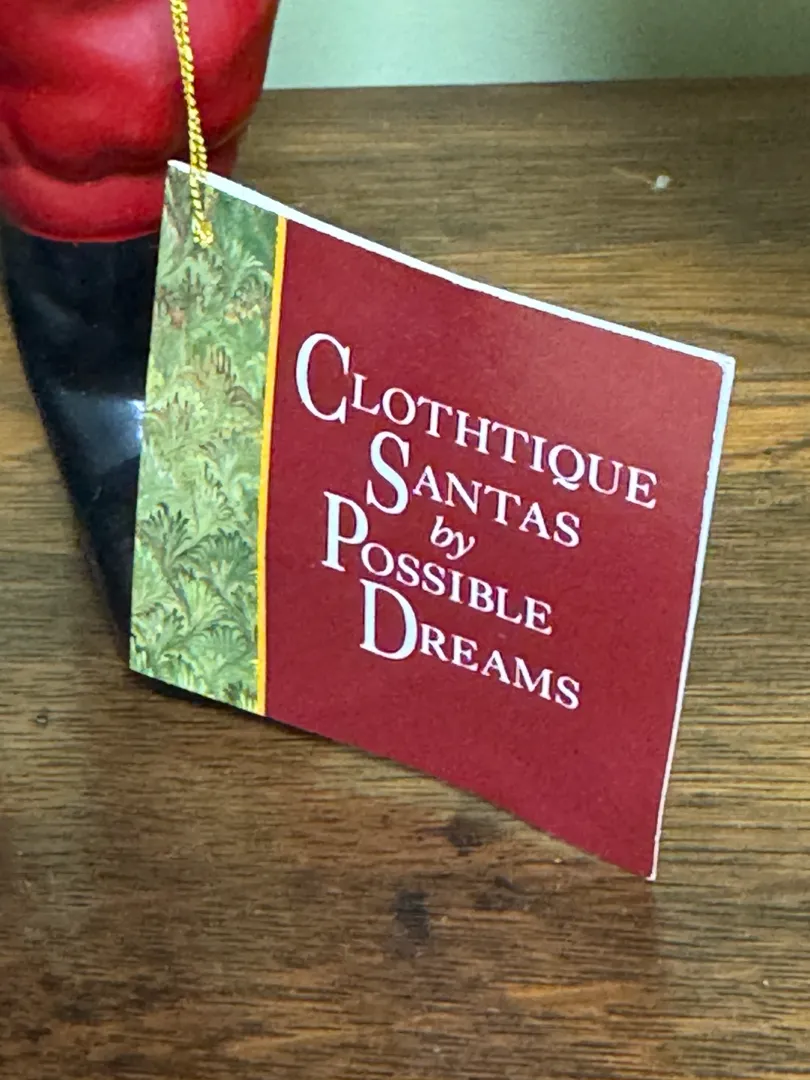 CLOTHTIQUE
SANTAS
by
POSSIBLE
DREAMS